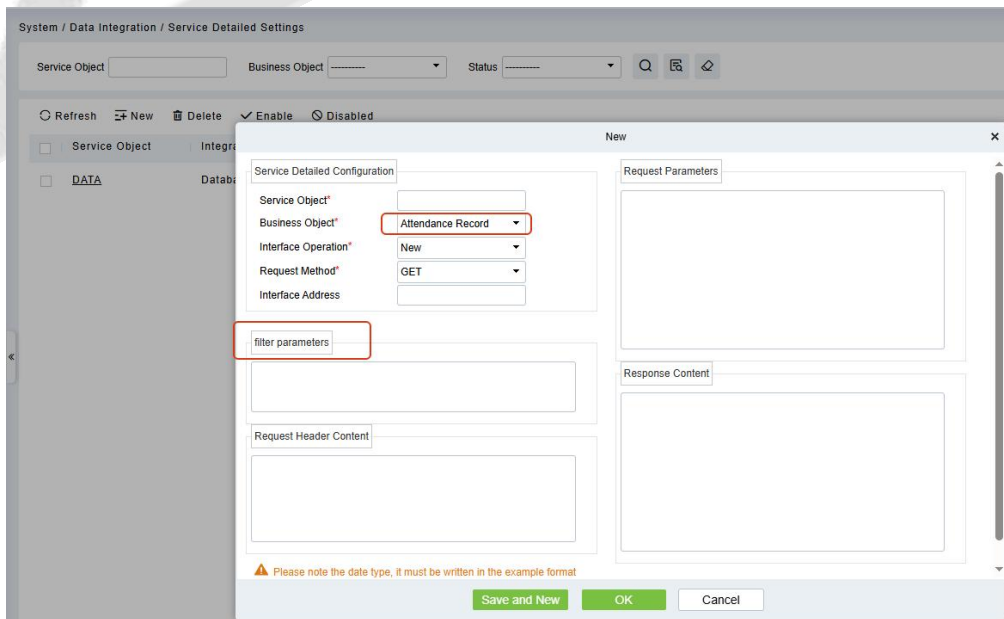 System / Data Integration / Service Detailed Settings
Service Object Business Object ---------- Status ----------
Refresh New Delete Enable Disabled
Service Object Integra
DATA Databa
New
Service Detailed Configuration
Service Object*
Business Object* Attendance Record
Interface Operation* New
Request Method* GET
Interface Address
filter parameters
Request Header Content
Please note the date type, it must be written in the example format
Request Parameters
Response Content
Save and New OK Cancel